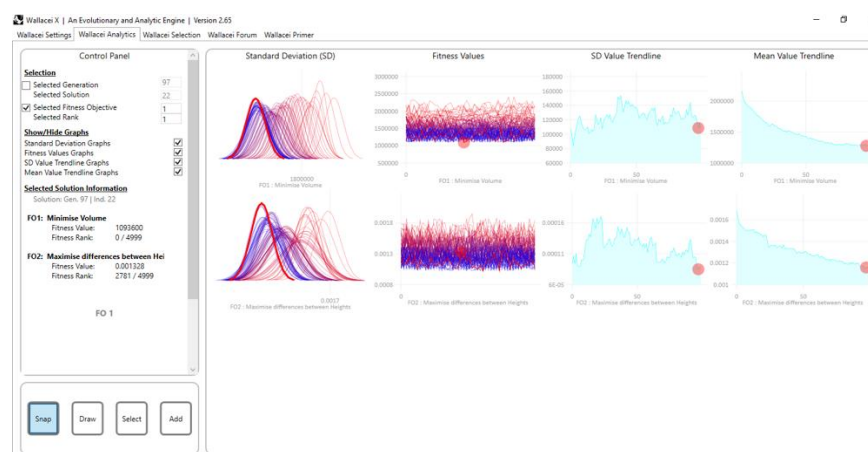 Wallacei X | An Evolutionary and Analytic Engine | Version 2.65
Wallacei Settings Wallacei Analytics Wallacei Selection Wallacei Forum Wallacei Primer
Control Panel
Selection
Selected Generation 97
Selected Solution 22
Selected Fitness Objective 1
Selected Rank 1
Show/Hide Graphs
Standard Deviation Graphs
Fitness Values Graphs
SD Value Trendline Graphs
Mean Value Trendline Graphs
Selected Solution Information
Solution: Gen. 97 | Ind. 22
FO1: Minimise Volume
Fitness Value: 1093600
Fitness Rank: 0 / 4999
FO2: Maximise differences between Hei
Fitness Value: 0.001328
Fitness Rank: 2781 / 4999
FO 1
Snap Draw Select Add
Standard Deviation (SD)
1800000
FO1 : Minimise Volume
0.0017
FO2 : Maximise differences between Heights
Fitness Values
3000000
2500000
2000000
1500000
1000000
500000
0
FO1 : Minimise Volume
0.0018
0.0013
0.0008
0
FO2 : Maximise differences between Heights
SD Value Trendline
180000
160000
140000
120000
100000
80000
60000
0 50
FO1 : Minimise Volume
0.00016
0.00011
6E-05
0 50
FO2 : Maximise differences between Heights
Mean Value Trendline
2000000
1500000
1000000
0 50
FO1 : Minimise Volume
0.0016
0.0014
0.0012
0.001
0 50
FO2 : Maximise differences between Heights